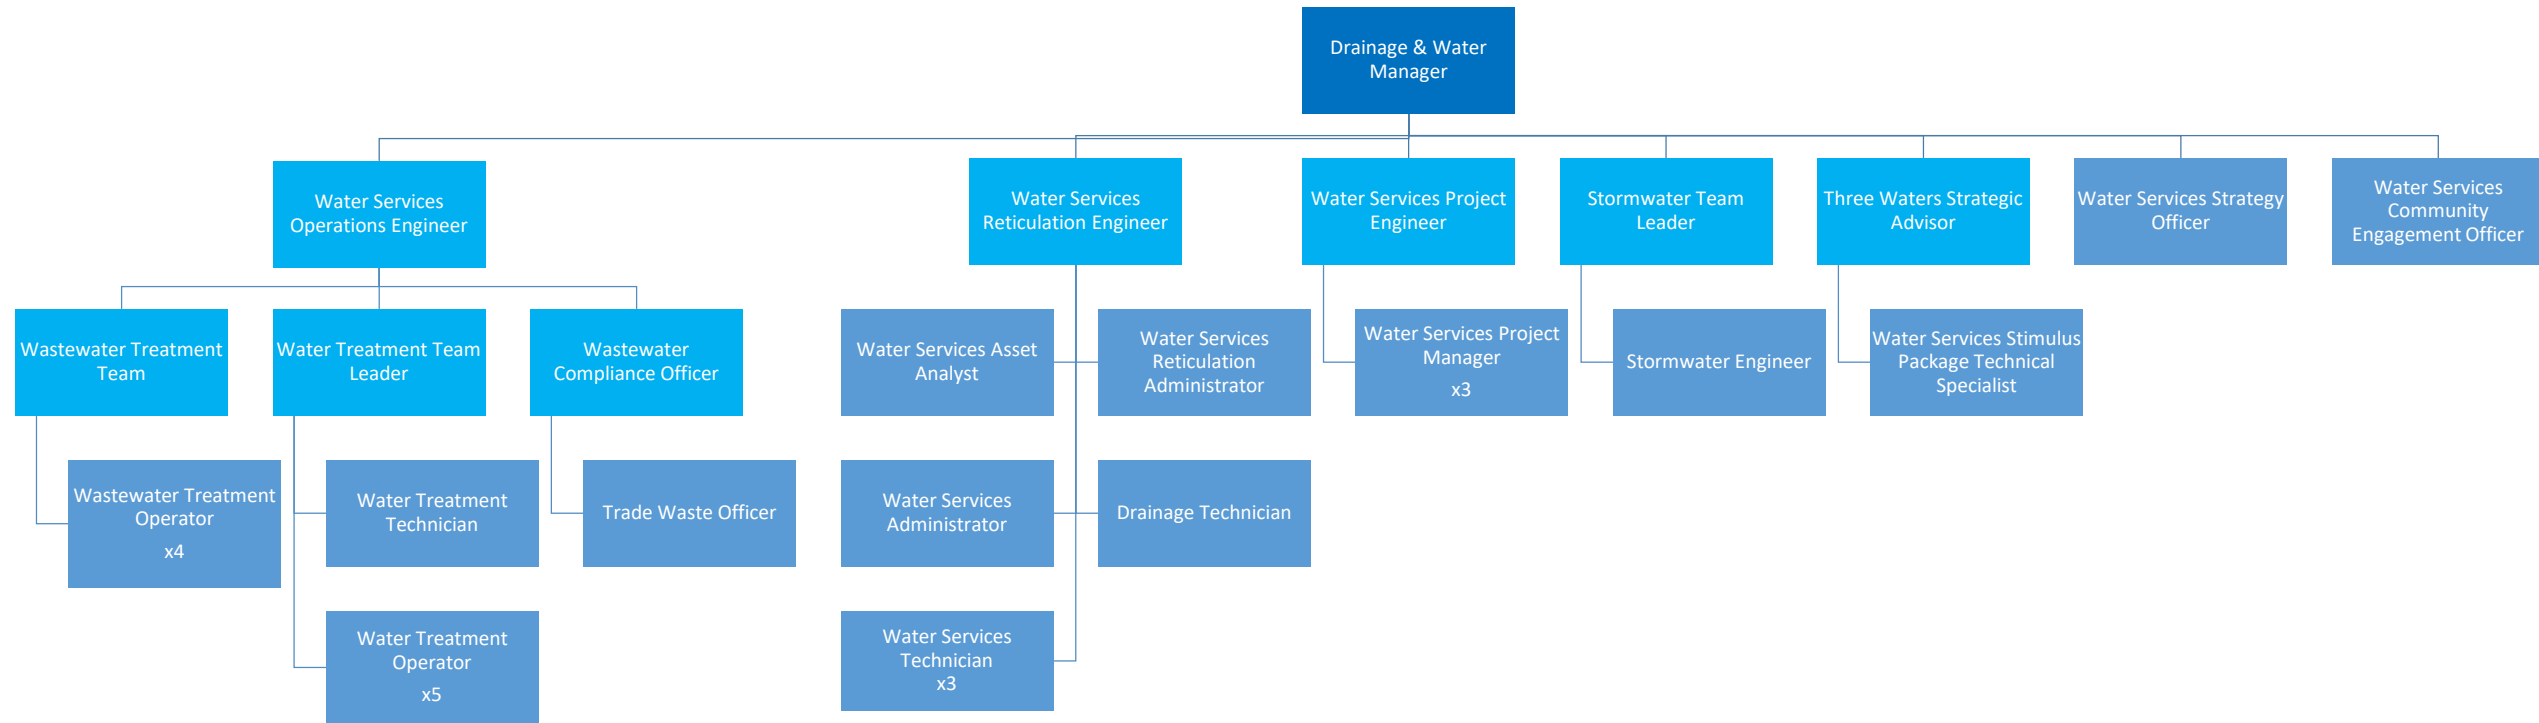 Drainage & Water
Manager
Water Services
Operations Engineer
Water Services
Reticulation Engineer
Water Services Project
Engineer
Stormwater Team
Leader
Three Waters Strategic
Advisor
Water Services Strategy
Officer
Water Services
Community
Engagement Officer
Wastewater Treatment
Team
Water Treatment Team
Leader
Wastewater
Compliance Officer
Water Services Asset
Analyst
Water Services
Reticulation
Administrator
Water Services Project
Manager
x3
Stormwater Engineer
Water Services Stimulus
Package Technical
Specialist
Wastewater Treatment
Operator
x4
Water Treatment
Technician
Trade Waste Officer
Water Services
Administrator
Drainage Technician
Water Treatment
Operator
x5
Water Services
Technician
x3